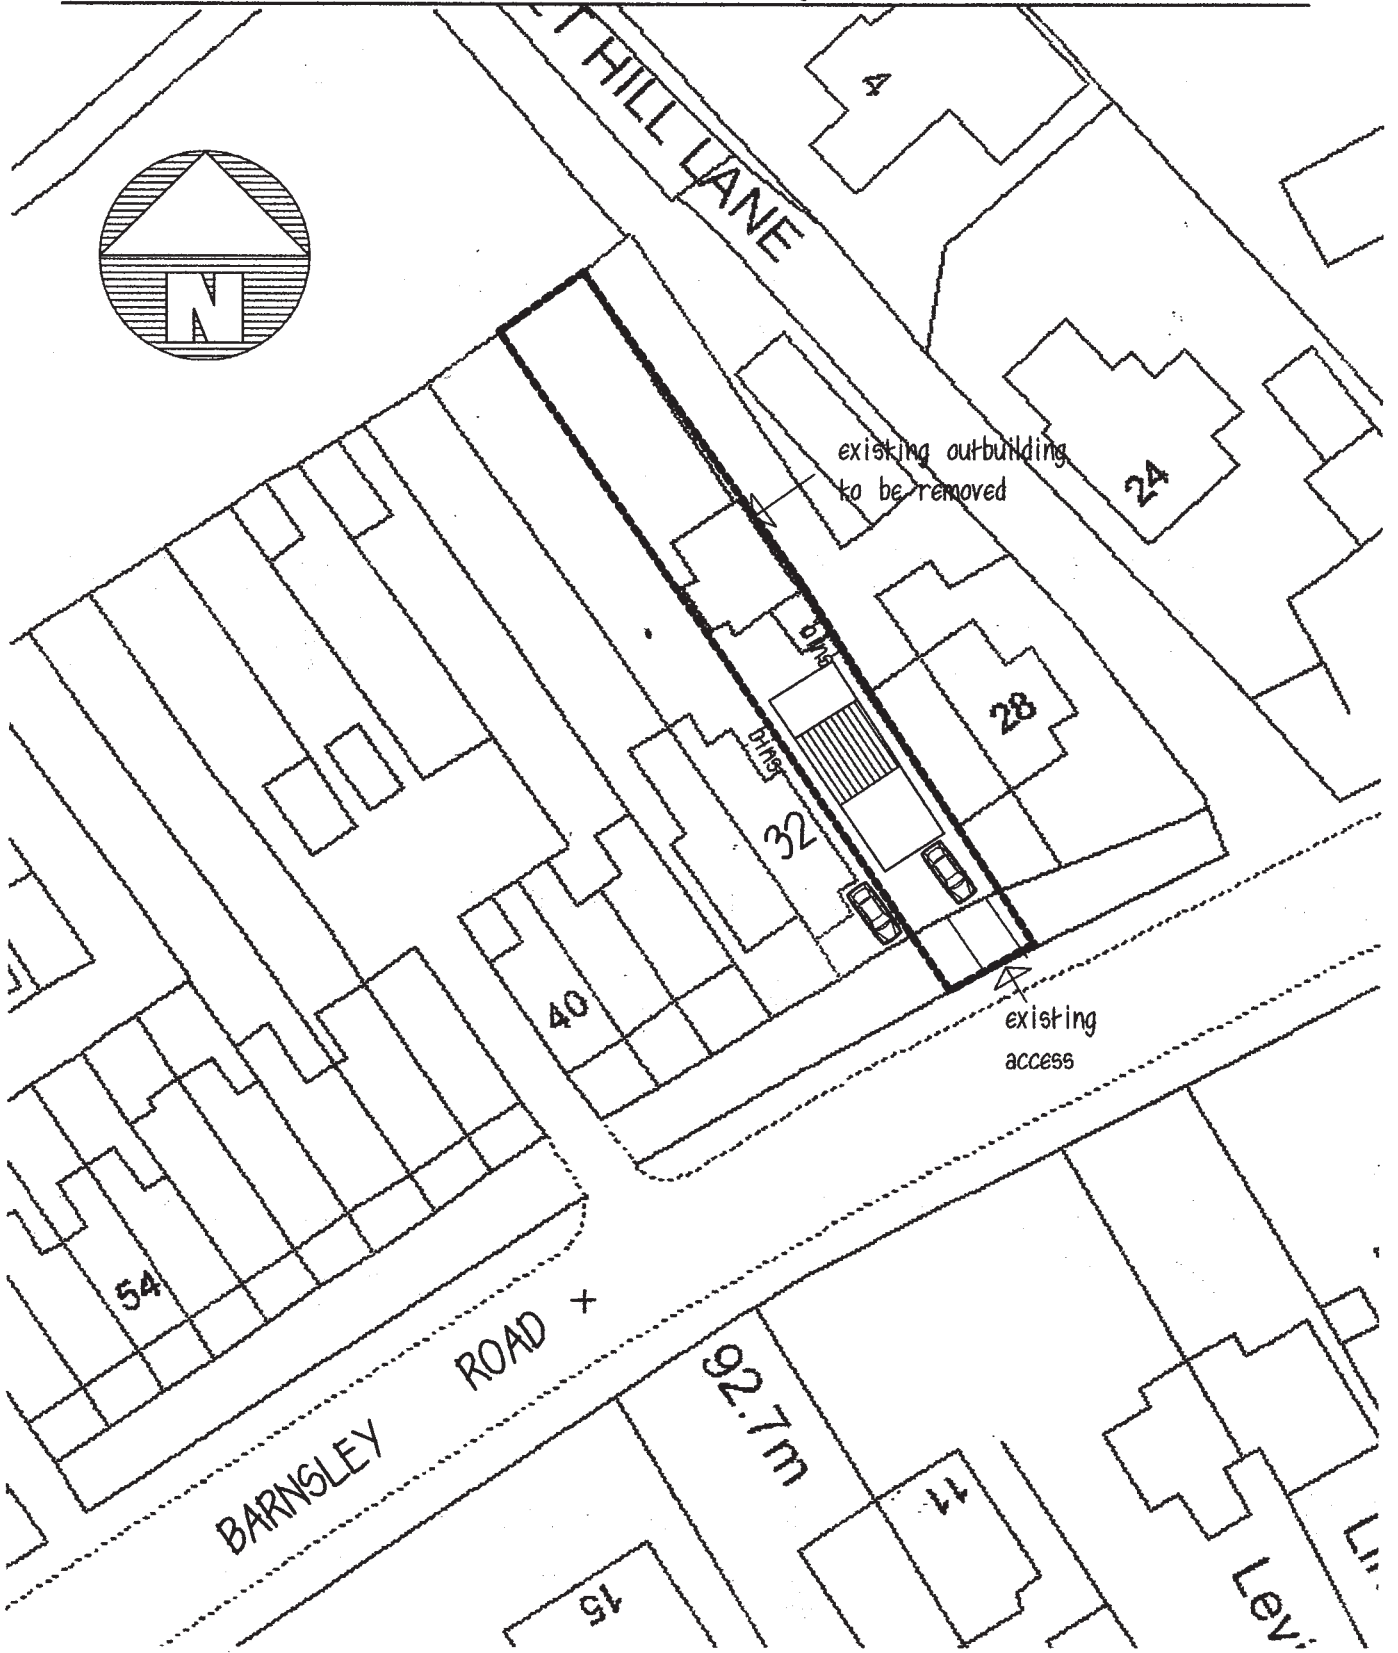 T HILL LANE
4
N
existing outbuilding
to be removed
24
bins
28
bins
32
40
existing
access
54
ROAD
BARNSLEY
92.7m
11
15
Levi